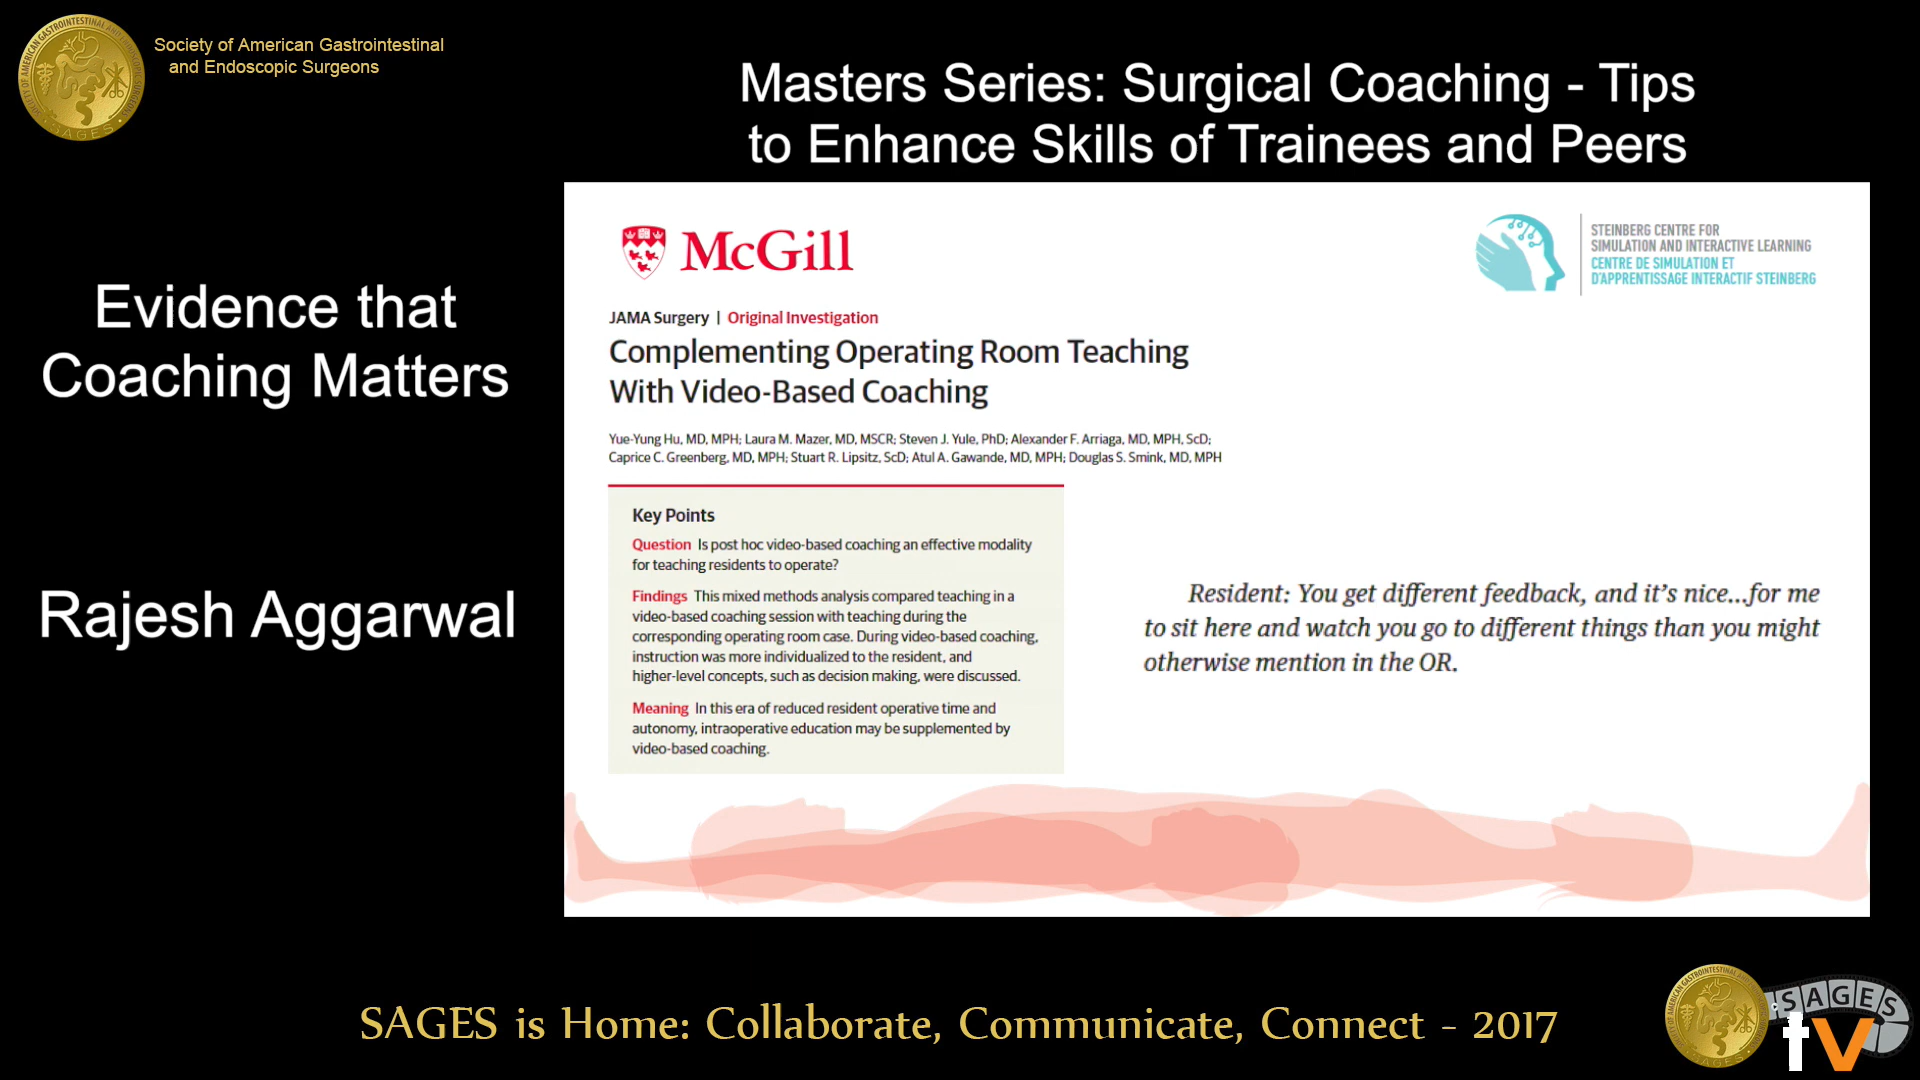 Society of American Gastrointestinal
and Endoscopic Surgeons
Masters Series: Surgical Coaching - Tips
to Enhance Skills of Trainees and Peers
Evidence that
Coaching Matters
Rajesh Aggarwal
McGill
STEINBERG CENTRE FOR
SIMULATION AND INTERACTIVE LEARNING
CENTRE DE SIMULATION ET
D'APPRENTISSAGE INTERACTIF STEINBERG
JAMA Surgery | Original Investigation
Complementing Operating Room Teaching
With Video-Based Coaching
Yue-Yung Hu, MD, MPH; Laura M. Mazer, MD, MSCR; Steven J. Yule, PhD; Alexander F. Arriaga, MD, MPH, ScD;
Caprice C. Greenberg, MD, MPH; Stuart R. Lipsitz, ScD; Atul A. Gawande, MD, MPH; Douglas S. Smink, MD, MPH
Key Points
Question Is post hoc video-based coaching an effective modality
for teaching residents to operate?
Findings This mixed methods analysis compared teaching in a
video-based coaching session with teaching during the
corresponding operating room case. During video-based coaching,
instruction was more individualized to the resident, and
higher-level concepts, such as decision making, were discussed.
Meaning In this era of reduced resident operative time and
autonomy, intraoperative education may be supplemented by
video-based coaching.
Resident: You get different feedback, and it's nice...for me
to sit here and watch you go to different things than you might
otherwise mention in the OR.
SAGES is Home: Collaborate, Communicate, Connect - 2017
SAGES
tv